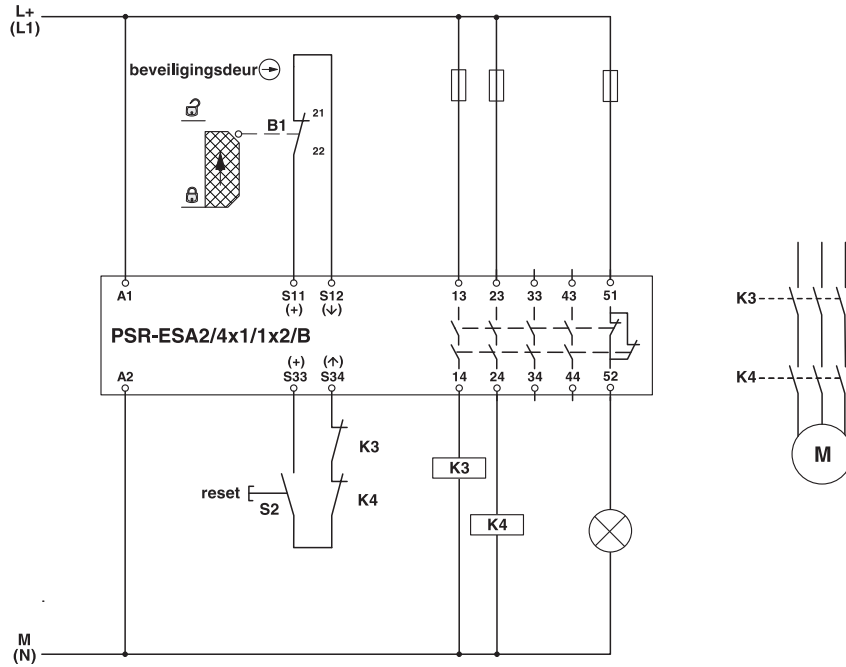 L+
(L1)
beveiligingsdeur
21
B1
22
A1 S11 S12 13 23 33 43 51
(+) (↓)
PSR-ESA2/4x1/1x2/B
(+) (↑)
A2 S33 S34 14 24 34 44 52
K3
K4
M
K3
K3
reset
S2
K4
K4
M
(N)